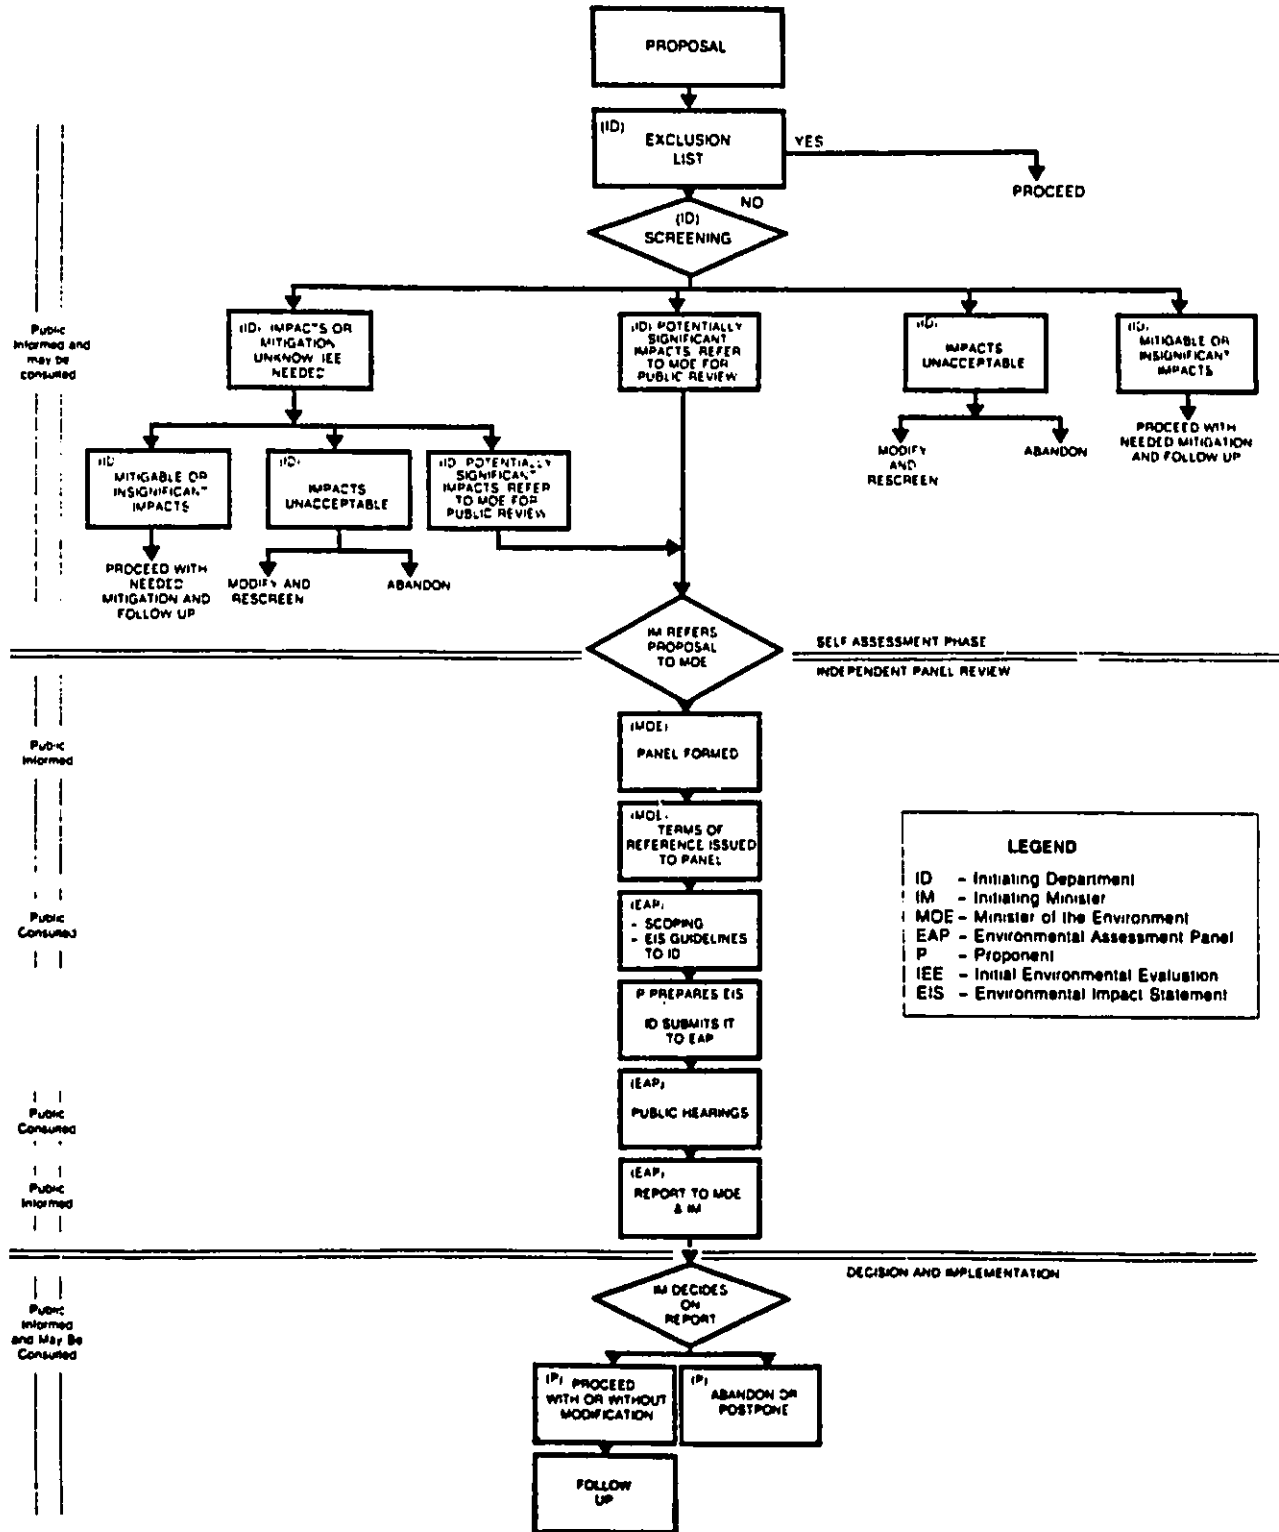 PROPOSAL
(ID)
EXCLUSION
LIST
YES
PROCEED
NO
(ID)
SCREENING
Public
Informed and
may be
consulted
(ID) IMPACTS OR
MITIGATION
UNKNOW IEE
NEEDED
(ID) POTENTIALLY
SIGNIFICANT
IMPACTS REFER
TO MOE FOR
PUBLIC REVIEW
(ID)
IMPACTS
UNACCEPTABLE
(ID)
MITIGABLE OR
INSIGNIFICANT
IMPACTS
MODIFY
AND
RESCREEN
ABANDON
PROCEED WITH
NEEDED MITIGATION
AND FOLLOW UP
(ID)
MITIGABLE OR
INSIGNIFICANT
IMPACTS
(ID)
IMPACTS
UNACCEPTABLE
(ID) POTENTIALLY
SIGNIFICANT
IMPACTS REFER
TO MOE FOR
PUBLIC REVIEW
PROCEED WITH
NEEDED
MITIGATION AND
FOLLOW UP
MODIFY AND
RESCREEN
ABANDON
IM REFERS
PROPOSAL
TO MOE
SELF ASSESSMENT PHASE
INDEPENDENT PANEL REVIEW
Public
Informed
(MOE)
PANEL FORMED
(MOE)
TERMS OF
REFERENCE ISSUED
TO PANEL
LEGEND
ID – Initiating Department
IM – Initiating Minister
MOE – Minister of the Environment
EAP – Environmental Assessment Panel
P – Proponent
IEE – Initial Environmental Evaluation
EIS – Environmental Impact Statement
Public
Consulted
(EAP)
- SCOPING
- EIS GUIDELINES
TO ID
P PREPARES EIS
ID SUBMITS IT
TO EAP
Public
Consulted
(EAP)
PUBLIC HEARINGS
Public
Informed
(EAP)
REPORT TO MOE
& IM
DECISION AND IMPLEMENTATION
Public
Informed
and May Be
Consulted
IM DECIDES
ON
REPORT
(P) PROCEED
WITH OR WITHOUT
MODIFICATION
(P)
ABANDON OR
POSTPONE
FOLLOW
UP